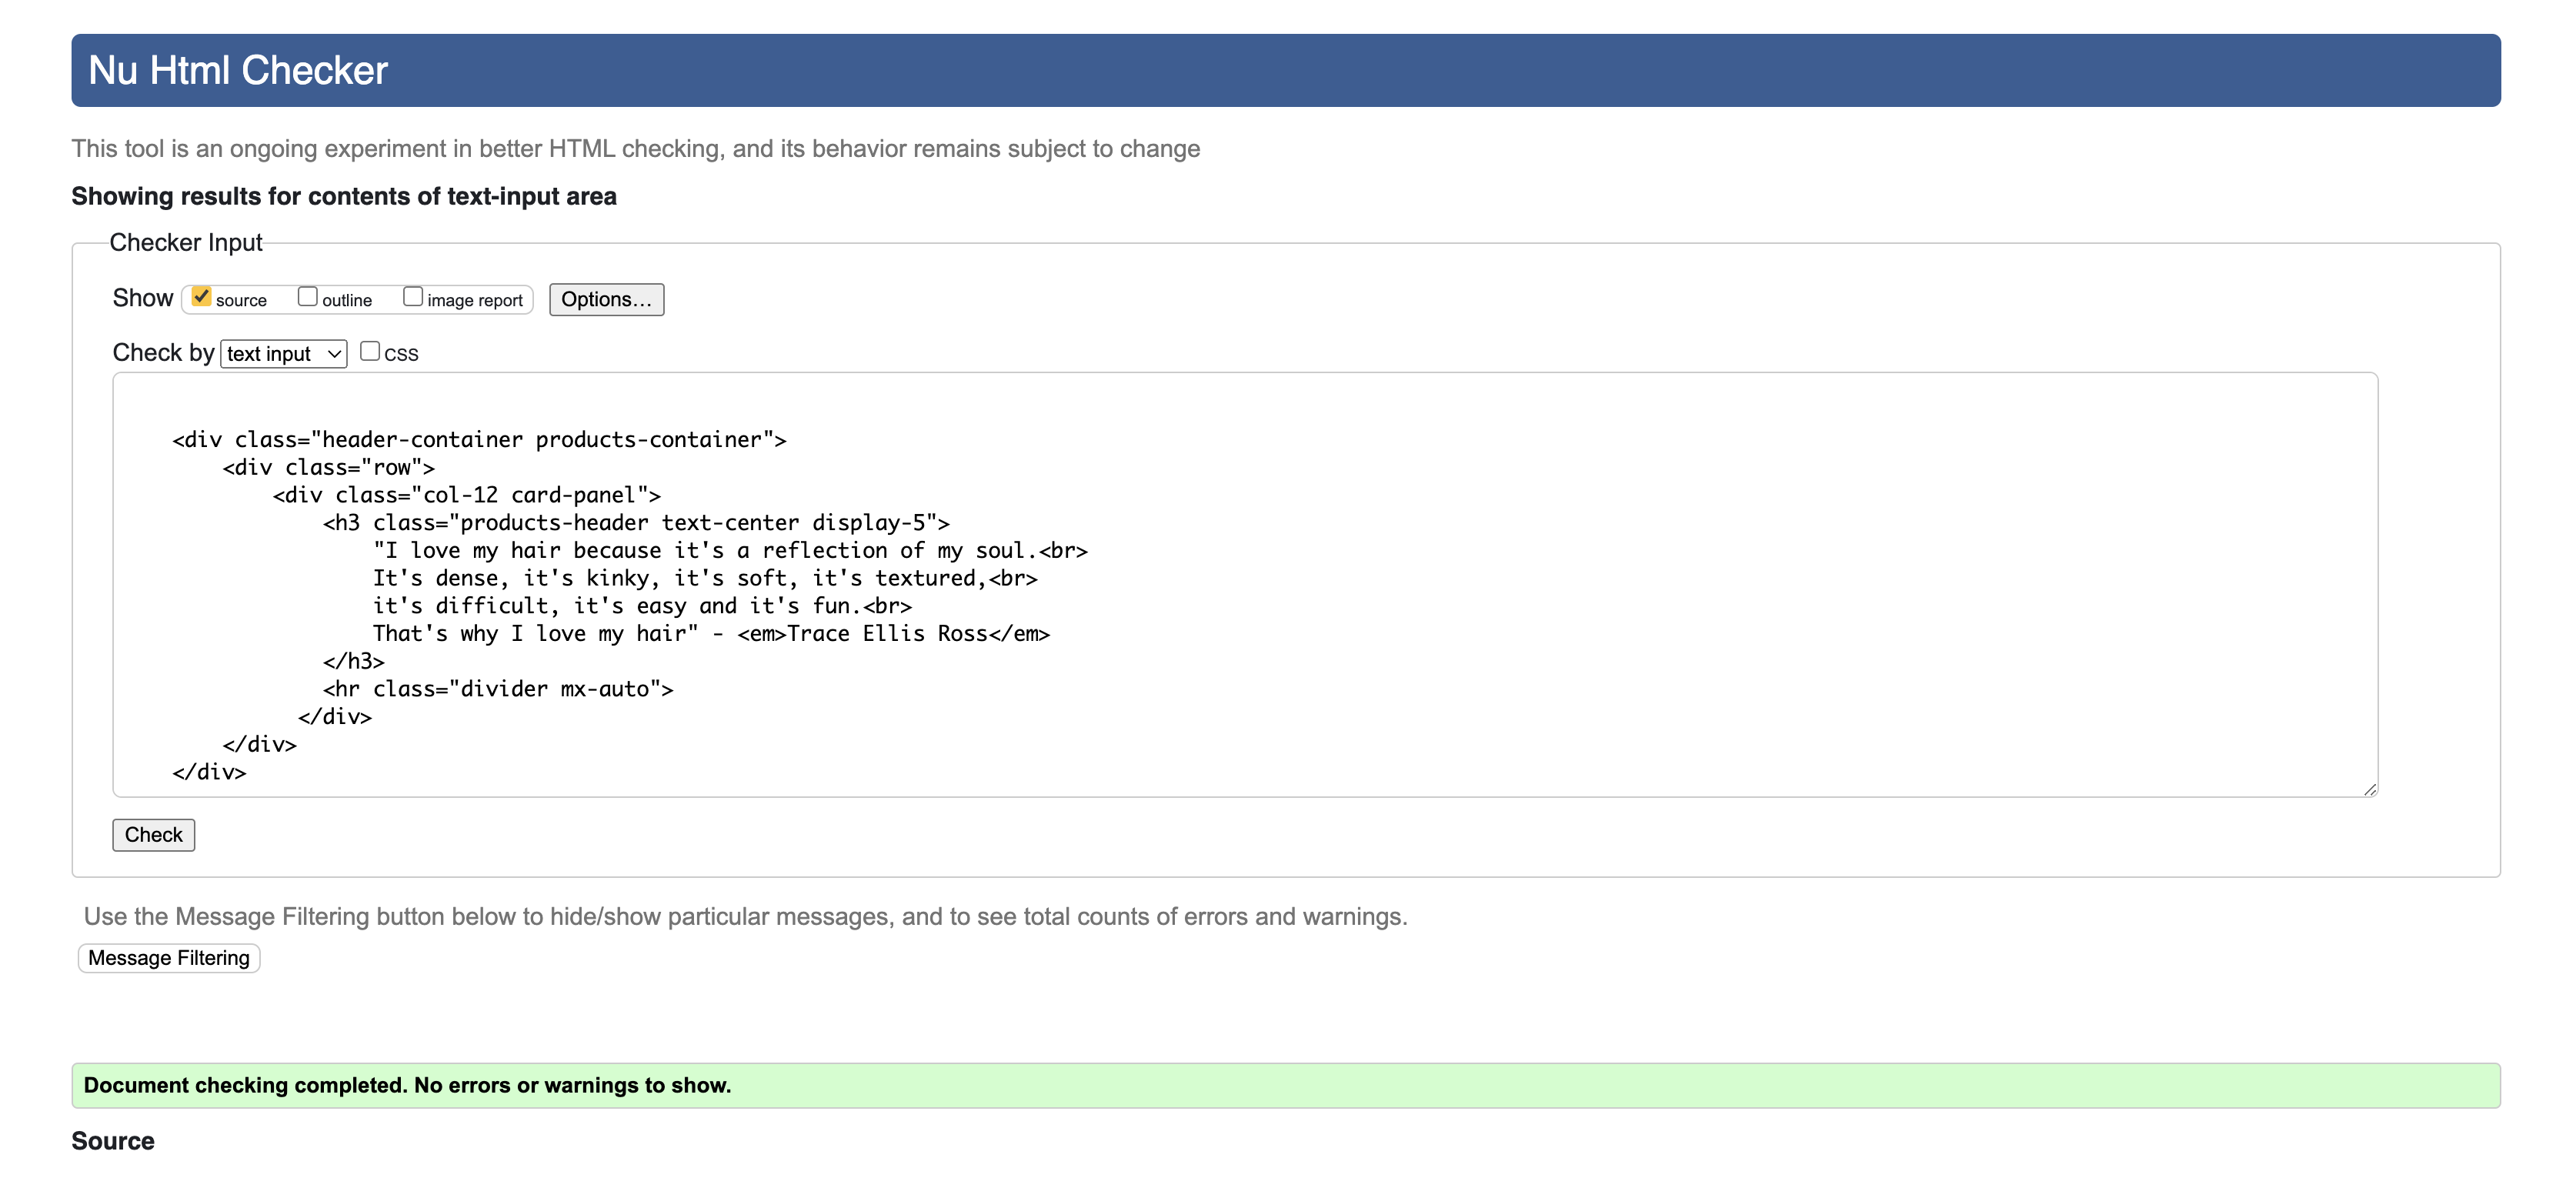 Nu Html Checker
This tool is an ongoing experiment in better HTML checking, and its behavior remains subject to change
Showing results for contents of text-input area
Checker Input
Show source outline image report Options...
Check by text input css
<div class="header-container products-container">
<div class="row">
<div class="col-12 card-panel">
<h3 class="products-header text-center display-5">
"I love my hair because it's a reflection of my soul.<br>
It's dense, it's kinky, it's soft, it's textured,<br>
it's difficult, it's easy and it's fun.<br>
That's why I love my hair" - <em>Trace Ellis Ross</em>
</h3>
<hr class="divider mx-auto">
</div>
</div>
</div>
Check
Use the Message Filtering button below to hide/show particular messages, and to see total counts of errors and warnings.
Message Filtering
Document checking completed. No errors or warnings to show.
Source